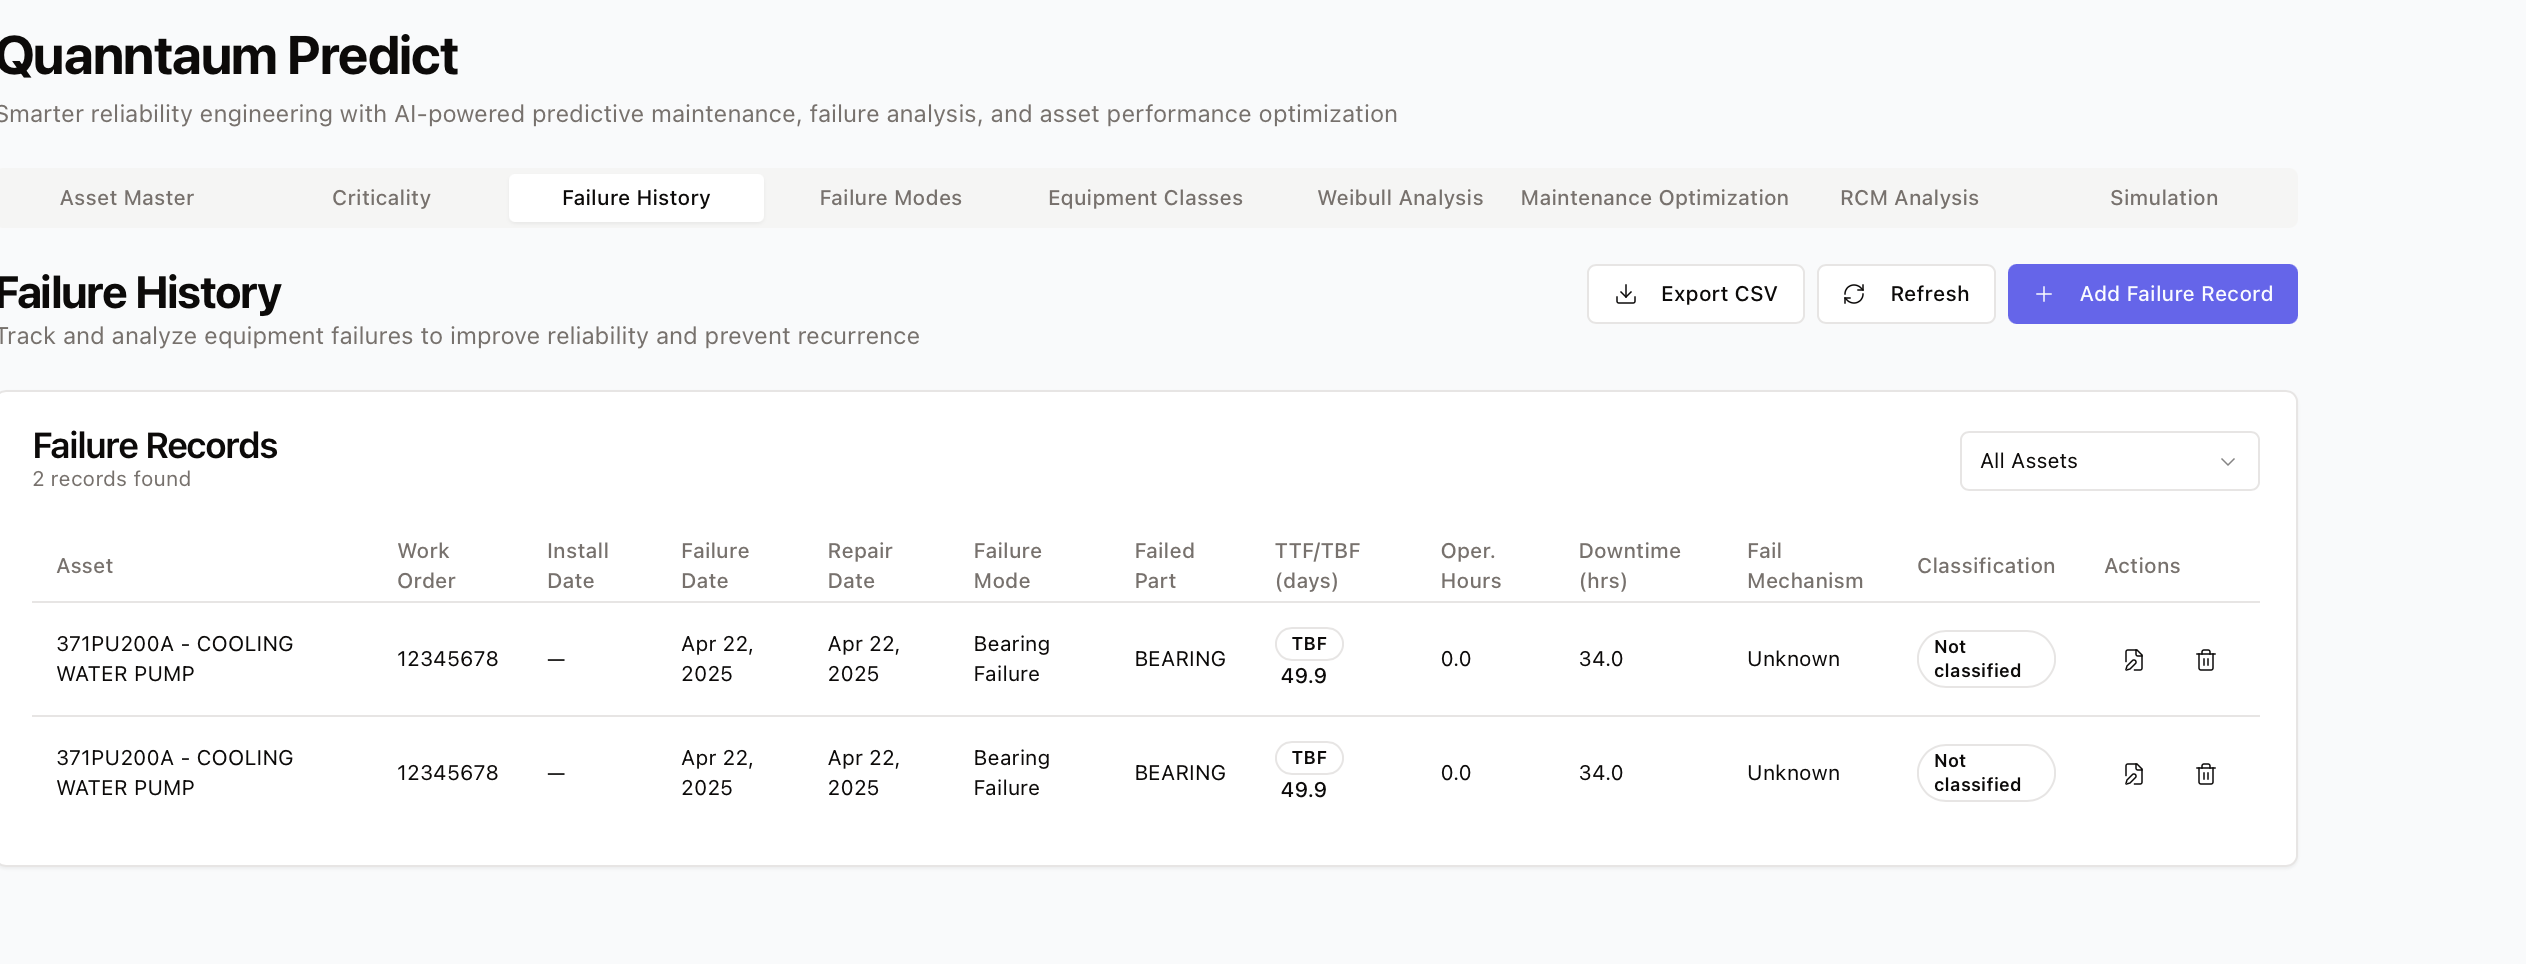 Quanntaum Predict
Smarter reliability engineering with AI-powered predictive maintenance, failure analysis, and asset performance optimization
Asset Master Criticality Failure History Failure Modes Equipment Classes Weibull Analysis Maintenance Optimization RCM Analysis Simulation
Failure History
Export CSV Refresh + Add Failure Record
Track and analyze equipment failures to improve reliability and prevent recurrence
Failure Records
2 records found
All Assets
Asset Work Order Install Date Failure Date Repair Date Failure Mode Failed Part TTF/TBF (days) Oper. Hours Downtime (hrs) Fail Mechanism Classification Actions
371PU200A - COOLING WATER PUMP 12345678 — Apr 22, 2025 Apr 22, 2025 Bearing Failure BEARING TBF 49.9 0.0 34.0 Unknown Not classified
371PU200A - COOLING WATER PUMP 12345678 — Apr 22, 2025 Apr 22, 2025 Bearing Failure BEARING TBF 49.9 0.0 34.0 Unknown Not classified